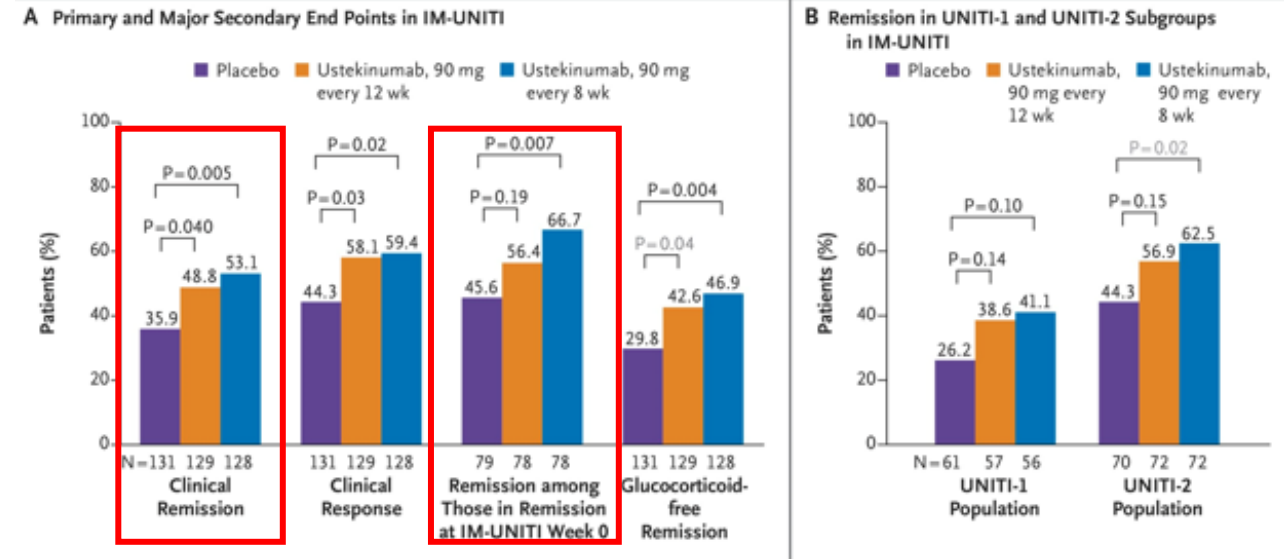 A Primary and Major Secondary End Points in IM-UNITI
Placebo Ustekinumab, 90 mg every 12 wk Ustekinumab, 90 mg every 8 wk
Patients (%)
100
80
60
40
20
0
P=0.005
P=0.040
35.9 48.8 53.1
P=0.02
P=0.03
44.3 58.1 59.4
P=0.007
P=0.19
45.6 56.4 66.7
P=0.004
P=0.04
29.8 42.6 46.9
N=131 129 128
Clinical
Remission
131 129 128
Clinical
Response
79 78 78
Remission among
Those in Remission
at IM-UNITI Week 0
131 129 128
Glucocorticoid-
free
Remission
B Remission in UNITI-1 and UNITI-2 Subgroups
in IM-UNITI
Placebo Ustekinumab, 90 mg every 12 wk Ustekinumab, 90 mg every 8 wk
Patients (%)
100
80
60
40
20
0
P=0.10
P=0.14
26.2 38.6 41.1
P=0.02
P=0.15
44.3 56.9 62.5
N=61 57 56
UNITI-1
Population
70 72 72
UNITI-2
Population